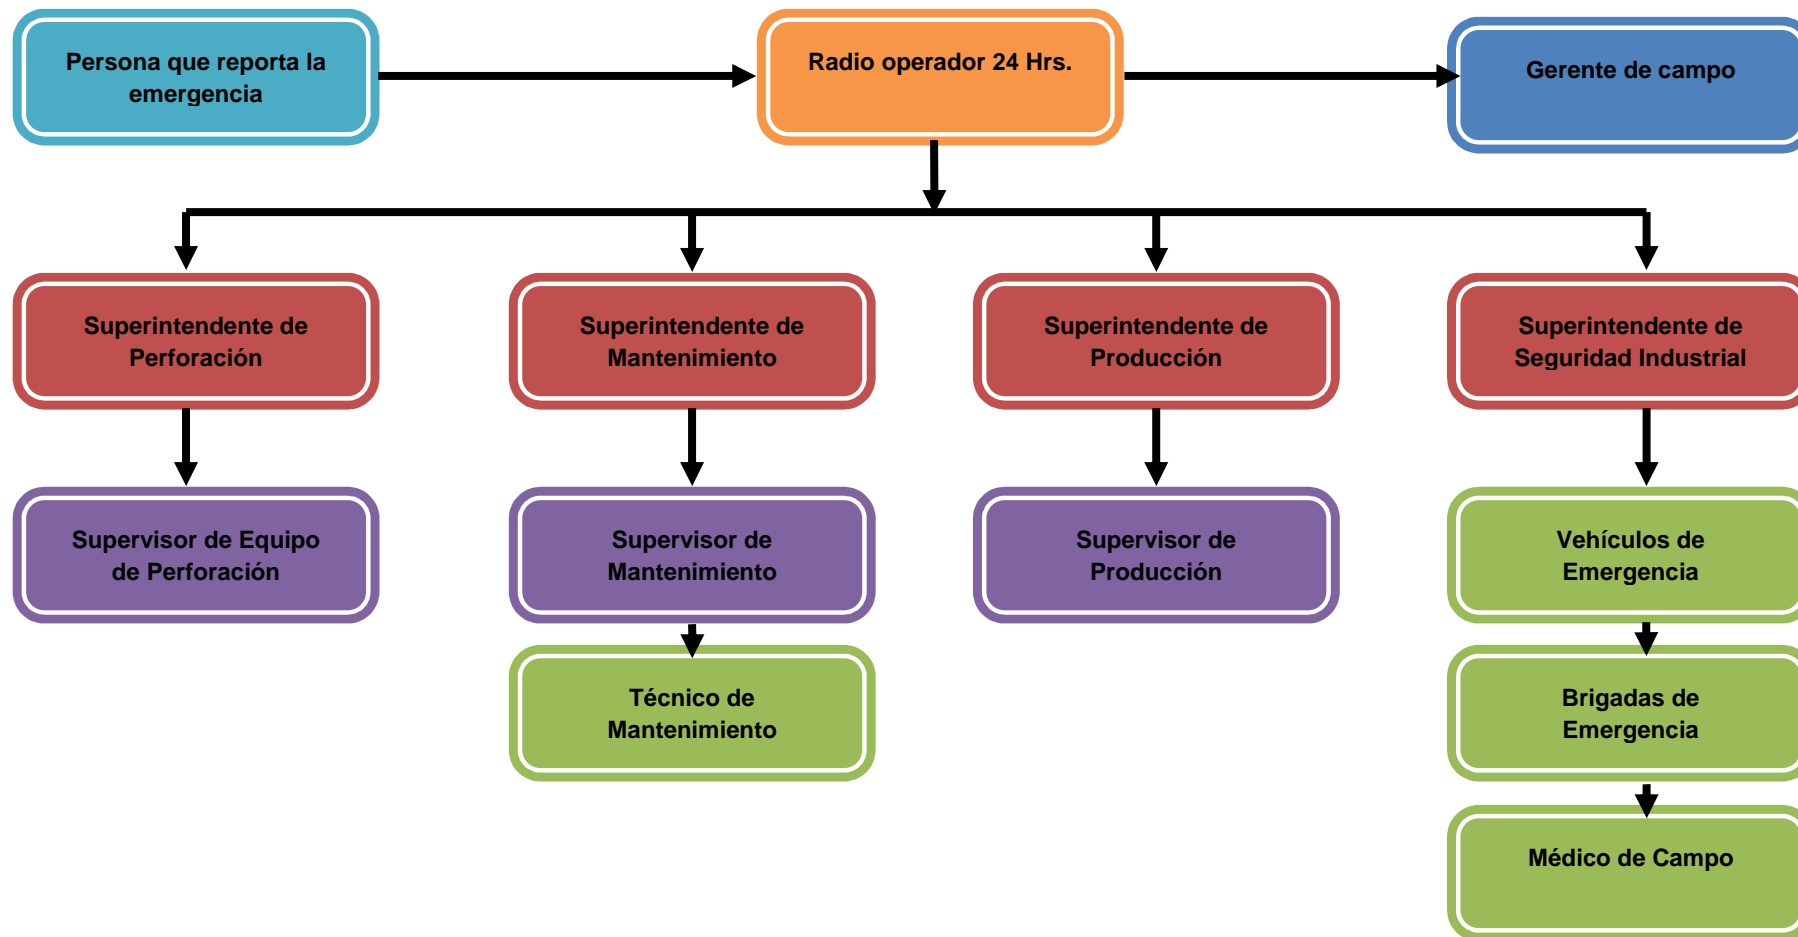 Persona que reporta la
emergencia
Radio operador 24 Hrs.
Gerente de campo
Superintendente de
Perforación
Superintendente de
Mantenimiento
Superintendente de
Producción
Superintendente de
Seguridad Industrial
Supervisor de Equipo
de Perforación
Supervisor de
Mantenimiento
Supervisor de
Producción
Vehículos de
Emergencia
Técnico de
Mantenimiento
Brigadas de
Emergencia
Médico de Campo